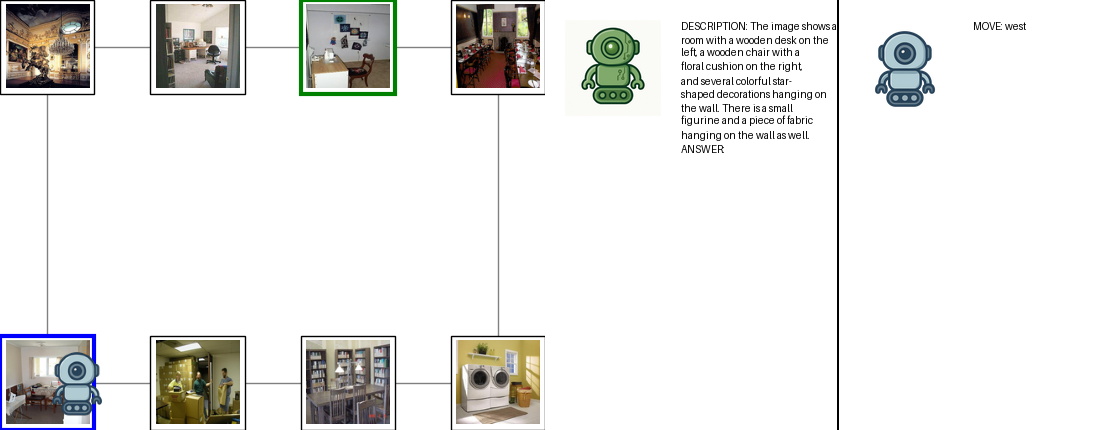 DESCRIPTION: The image shows a
room with a wooden desk on the
left, a wooden chair with a
floral cushion on the right,
and several colorful star-
shaped decorations hanging on
the wall. There is a small
figurine and a piece of fabric
hanging on the wall as well.
ANSWER:
MOVE: west